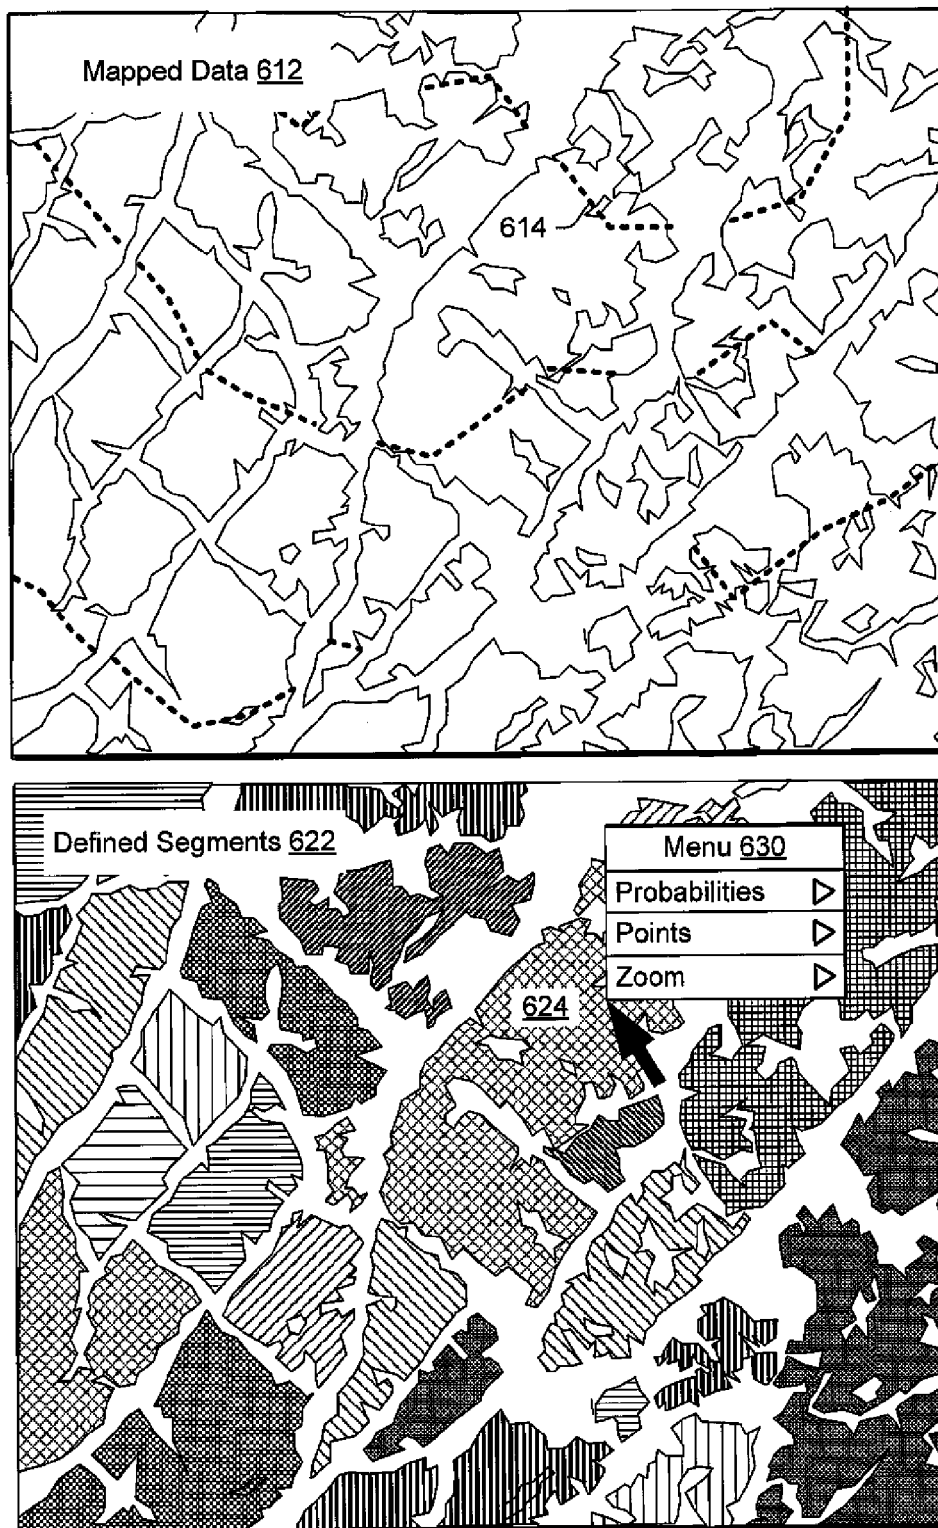 Mapped Data 612
614
Defined Segments 622
Menu 630
Probabilities
Points
Zoom
624